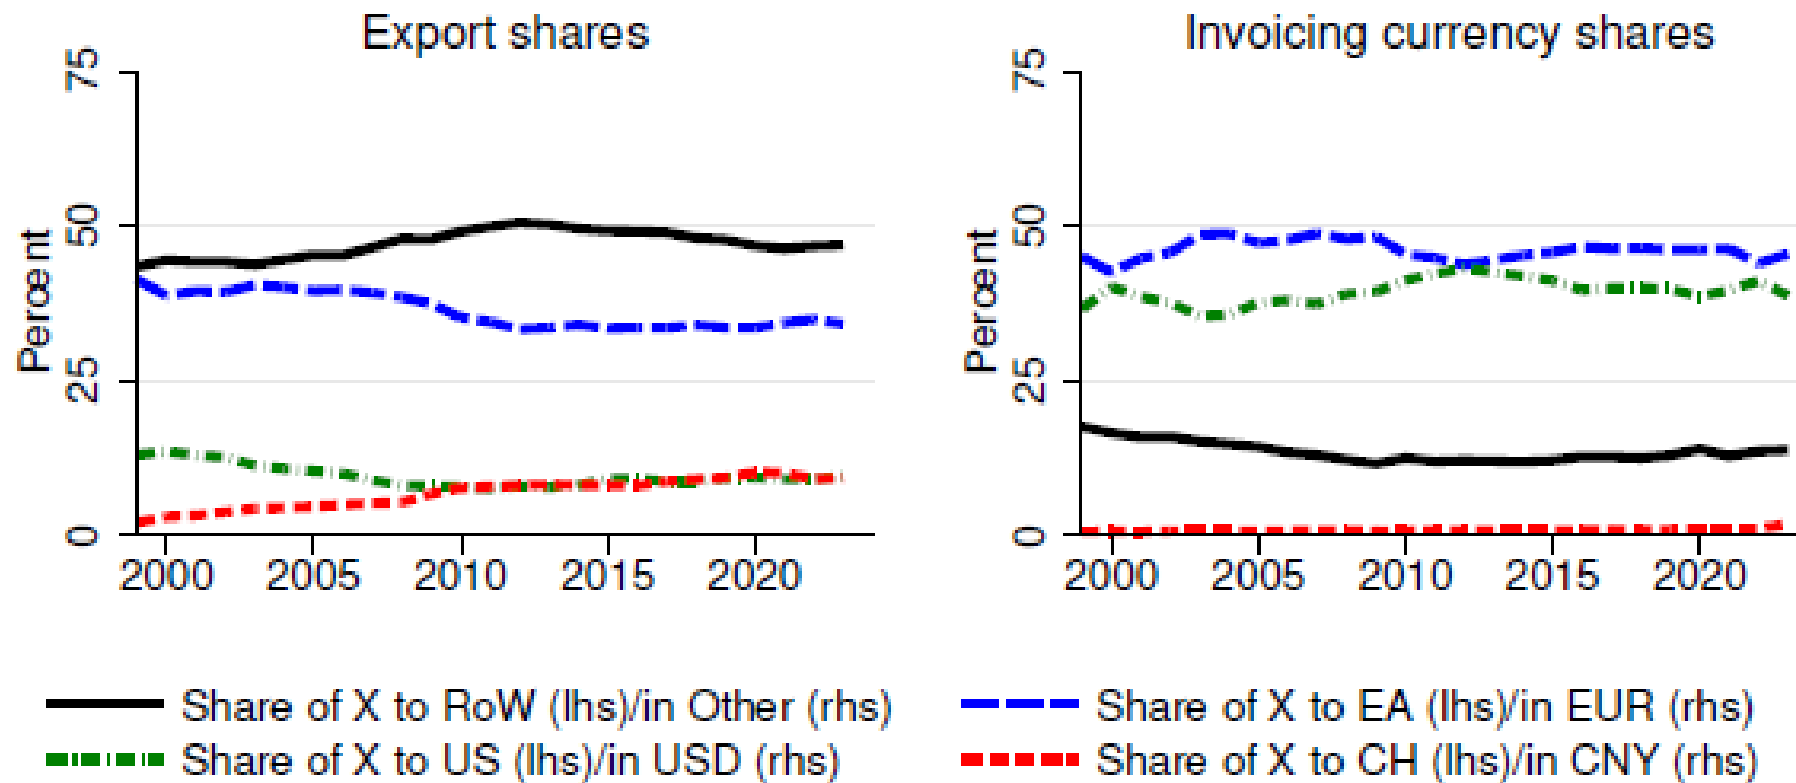 Export shares
Invoicing currency shares
Percent
75
50
25
0
2000 2005 2010 2015 2020
Percent
75
50
25
0
2000 2005 2010 2015 2020
Share of X to RoW (lhs)/in Other (rhs)
Share of X to EA (lhs)/in EUR (rhs)
Share of X to US (lhs)/in USD (rhs)
Share of X to CH (lhs)/in CNY (rhs)